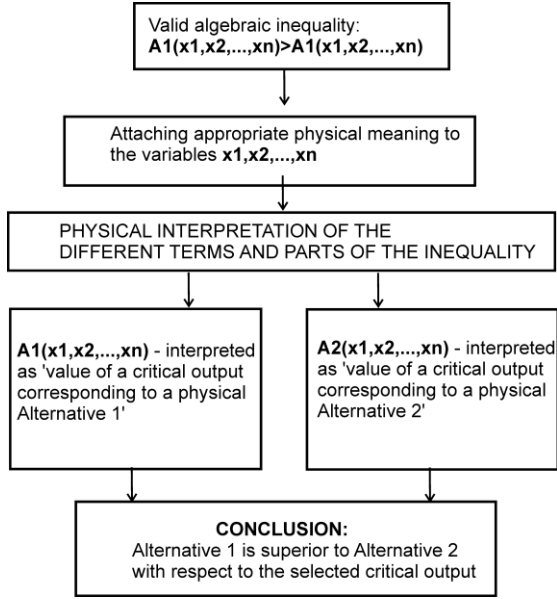 Valid algebraic inequality:
A1(x1,x2,...,xn)>A1(x1,x2,...,xn)
Attaching appropriate physical meaning to
the variables x1,x2,...,xn
PHYSICAL INTERPRETATION OF THE
DIFFERENT TERMS AND PARTS OF THE INEQUALITY
A1(x1,x2,...,xn) - interpreted
as 'value of a critical output
corresponding to a physical
Alternative 1'
A2(x1,x2,...,xn) - interpreted
as 'value of a critical output
corresponding to a physical
Alternative 2'
CONCLUSION:
Alternative 1 is superior to Alternative 2
with respect to the selected critical output